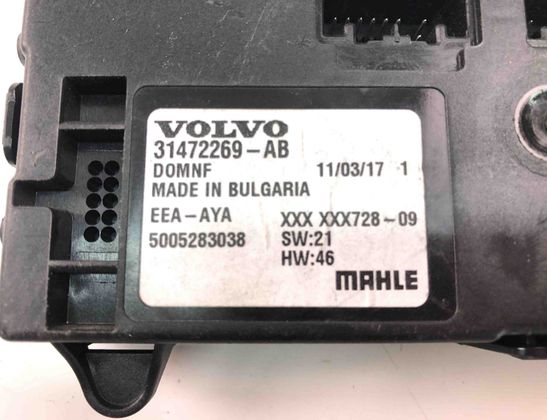 VOLVO
31472269-AB
DOMNF 11/03/17 1
MADE IN BULGARIA
EEA-AYA XXX XXX728-09
5005283038 SW:21
HW:46
MAHLE